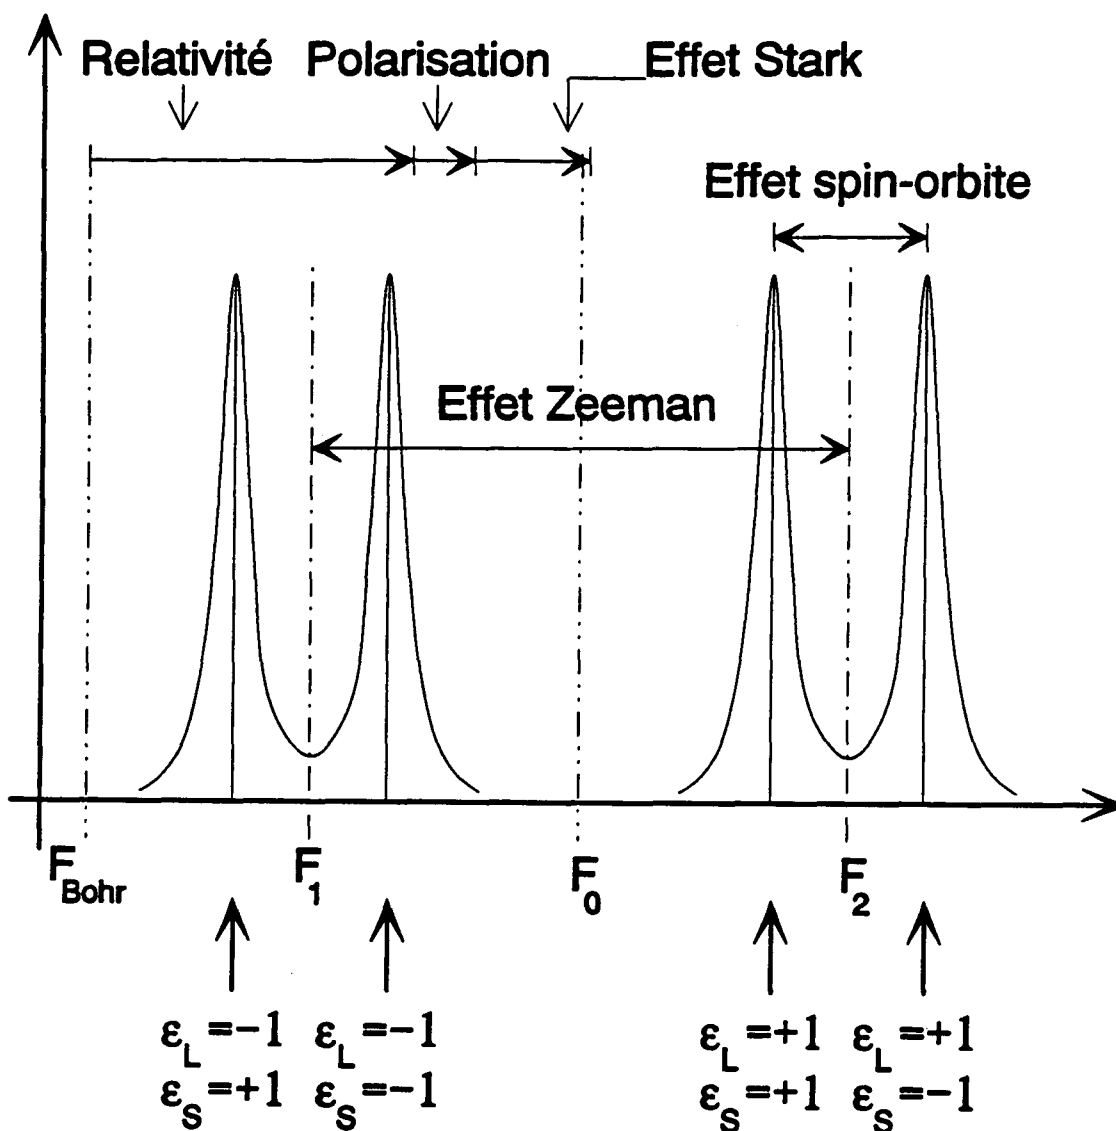 Relativité Polarisation Effet Stark
Effet spin-orbite
Effet Zeeman
F_Bohr F_1 F_0 F_2
ε_L =-1 ε_L =-1 ε_L =+1 ε_L =+1
ε_S =+1 ε_S =-1 ε_S =+1 ε_S =-1